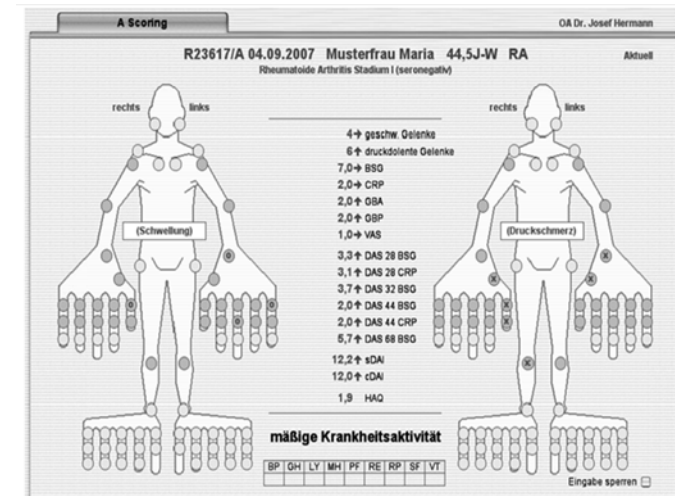 A Scoring
OA Dr. Josef Hermann
R23617/A 04.09.2007 Musterfrau Maria 44,5J-W RA
Aktuell
Rheumatoide Arthritis Stadium I (seronegativ)
rechts links
rechts links
4→ geschw. Gelenke
6↑ druckdolente Gelenke
7,0→ BSG
2,0→ CRP
2,0↑ GBA
2,0↑ GBP
1,0→ VAS
(Schwellung)
(Druckschmerz)
3,3↑ DAS 28 BSG
3,1↑ DAS 28 CRP
3,7↑ DAS 32 BSG
2,0↑ DAS 44 BSG
2,0↑ DAS 44 CRP
5,7↑ DAS 68 BSG
12,2↑ sDAI
12,0↑ cDAI
1,9 HAQ
mäßige Krankheitsaktivität
BP GH LY MH PF RE RP SF VT
Eingabe sperren